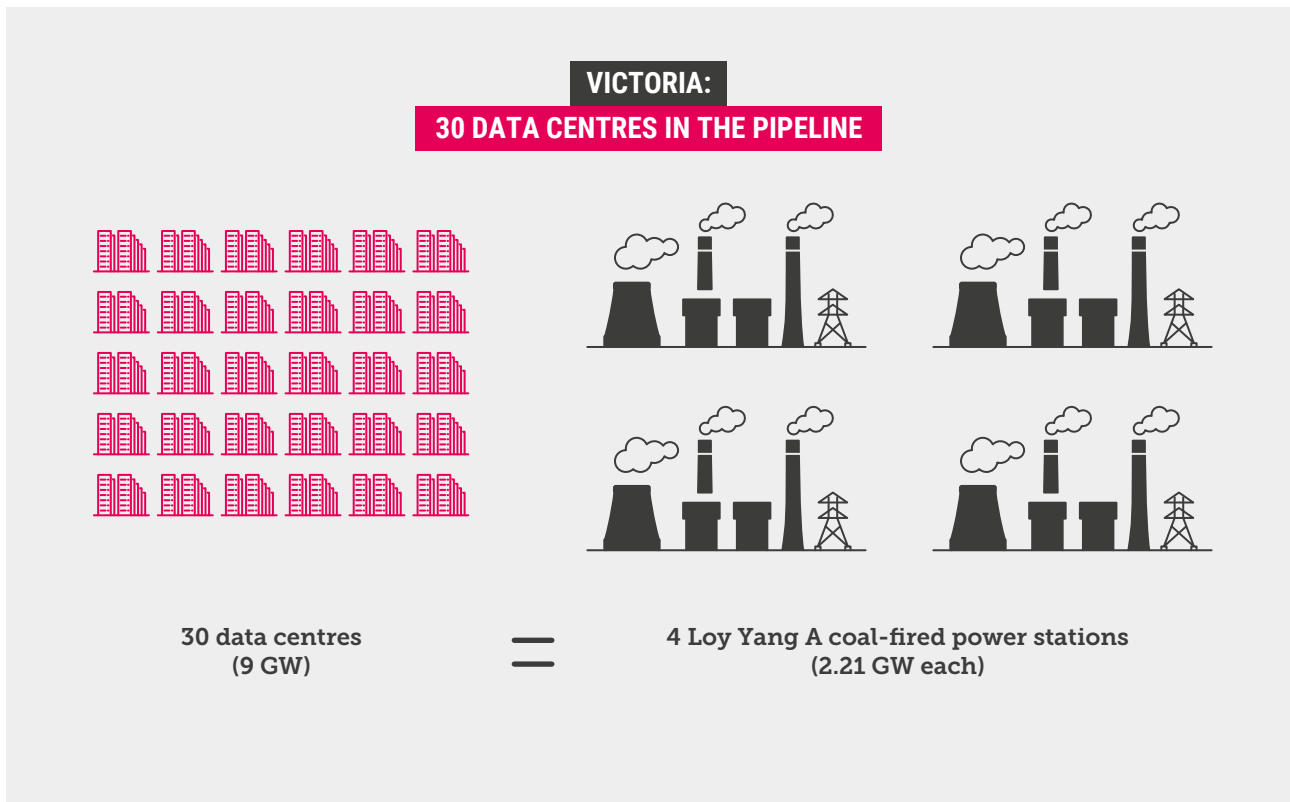 VICTORIA:
30 DATA CENTRES IN THE PIPELINE
30 data centres
(9 GW)
=
4 Loy Yang A coal-fired power stations
(2.21 GW each)